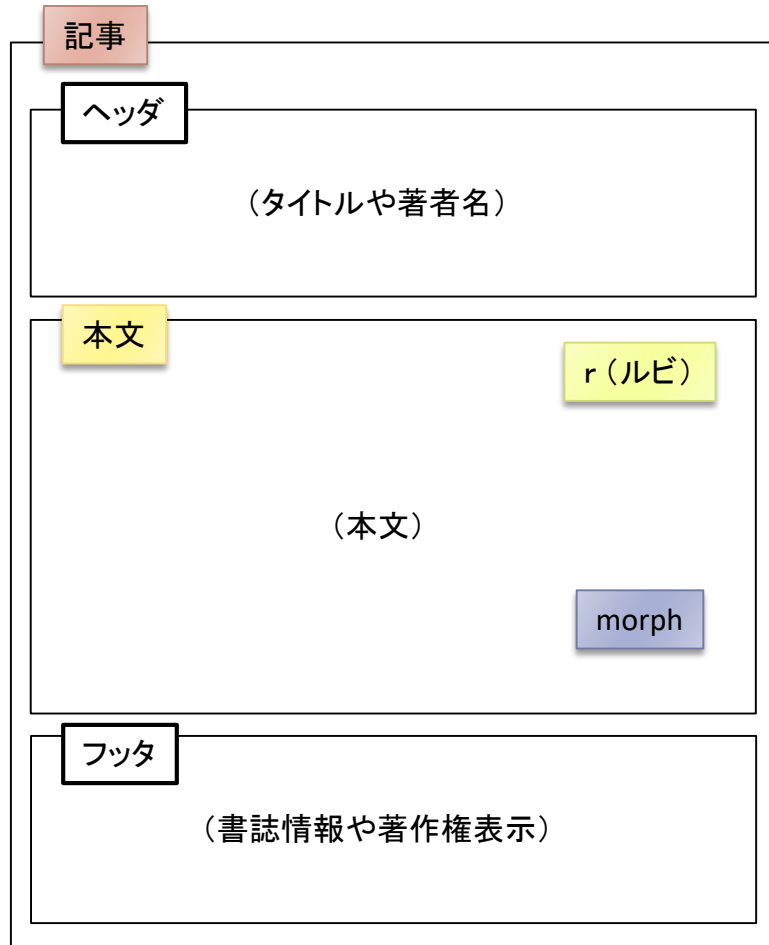 記事
ヘッダ
（タイトルや著者名）
本文
r（ルビ）
（本文）
morph
フッタ
（書誌情報や著作権表示）